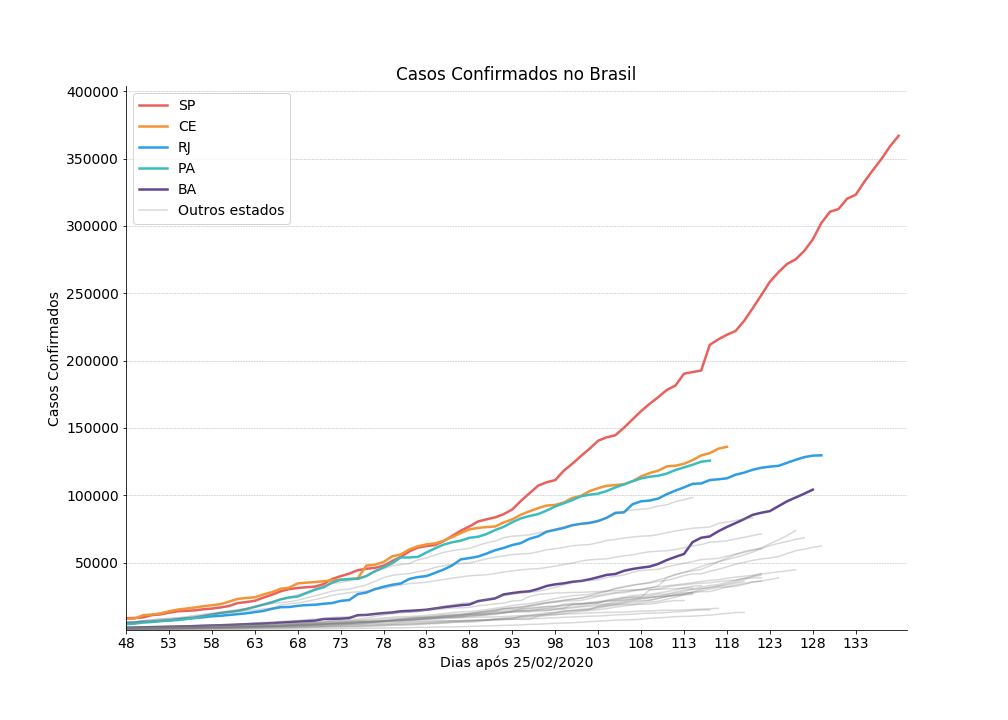 Casos Confirmados no Brasil
400000
350000
300000
250000
200000
150000
100000
50000
Casos Confirmados
SP
CE
RJ
PA
BA
Outros estados
48 53 58 63 68 73 78 83 88 93 98 103 108 113 118 123 128 133
Dias após 25/02/2020